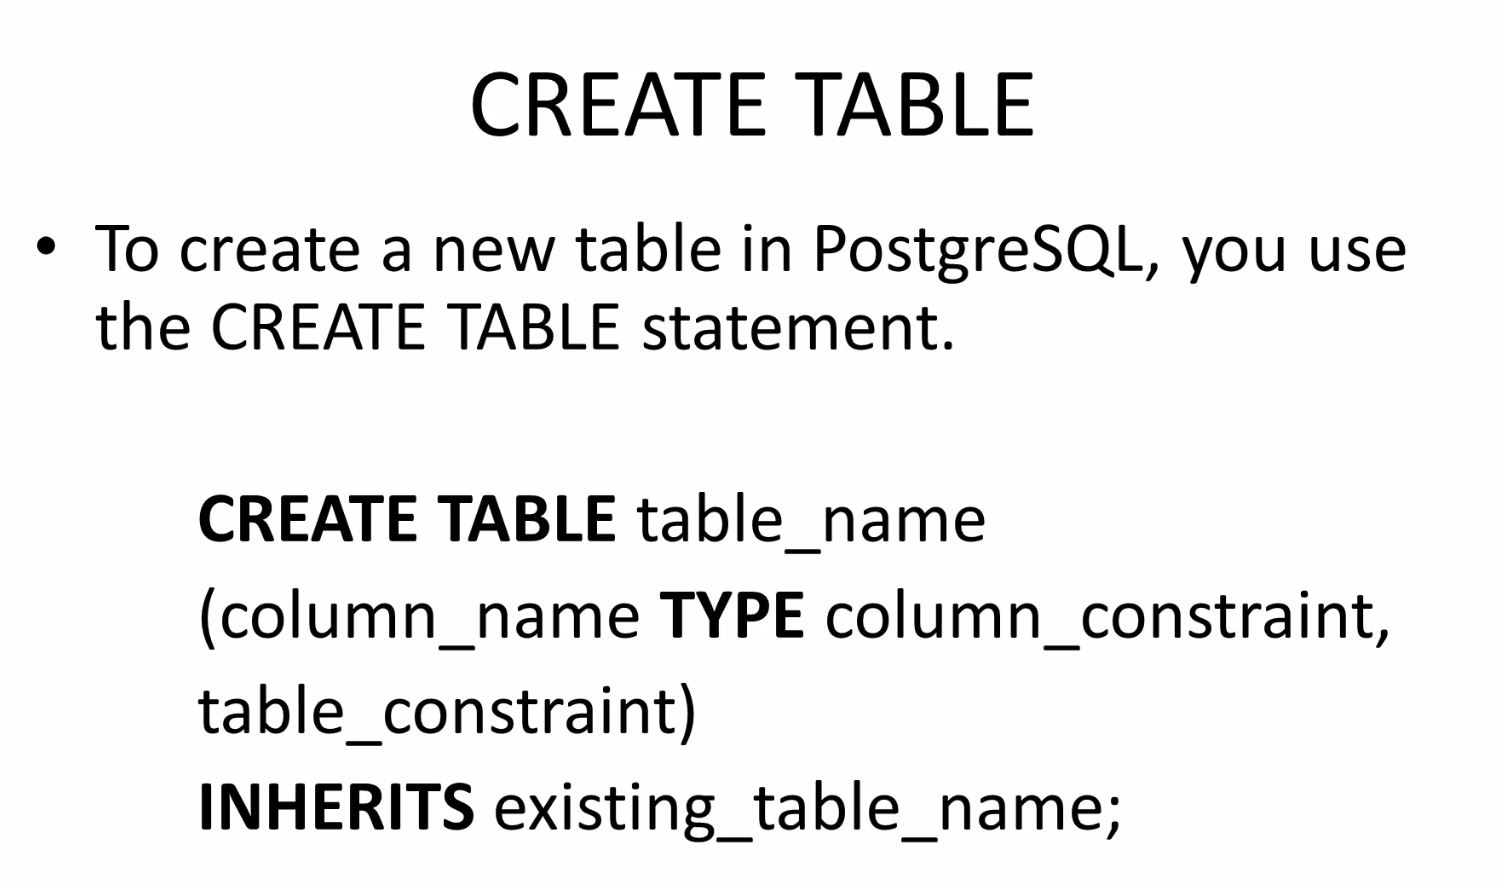 CREATE TABLE
• To create a new table in PostgreSQL, you use
the CREATE TABLE statement.
CREATE TABLE table_name
(column_name TYPE column_constraint,
table_constraint)
INHERITS existing_table_name;